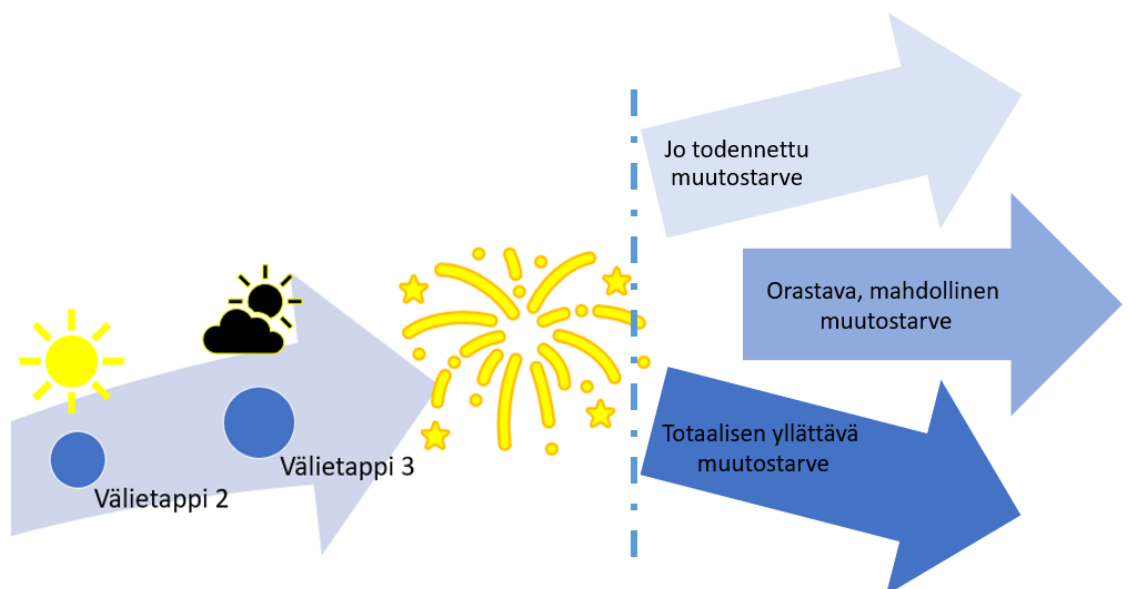 Jo todennettu
muutostarve
Orastava, mahdollinen
muutostarve
Totaalisen yllättävä
muutostarve
Välietappi 3
Välietappi 2